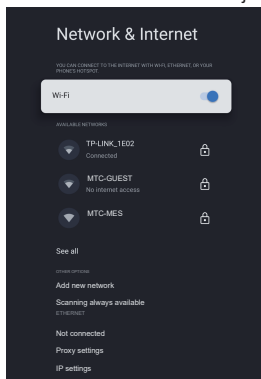 Network & Internet
YOU CAN CONNECT TO THE INTERNET WITH WI-FI, ETHERNET, OR YOUR
PHONE'S HOTSPOT.
Wi-Fi
AVAILABLE NETWORKS
TP-LINK_1E02
Connected
MTC-GUEST
No internet access
MTC-MES
See all
OTHER OPTIONS
Add new network
Scanning always available
ETHERNET
Not connected
Proxy settings
IP settings